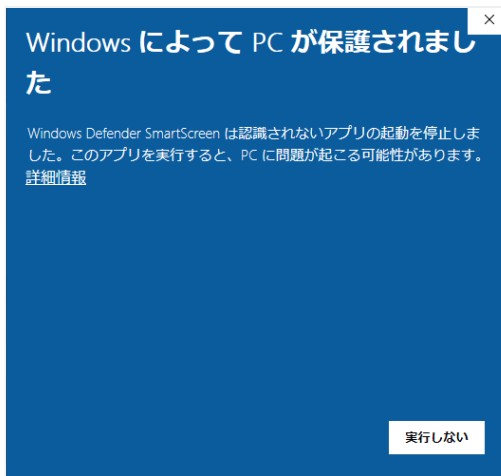 Windows によって PC が保護されまし
た
Windows Defender SmartScreen は認識されないアプリの起動を停止しま
した。このアプリを実行すると、PC に問題が起こる可能性があります。
詳細情報
実行しない